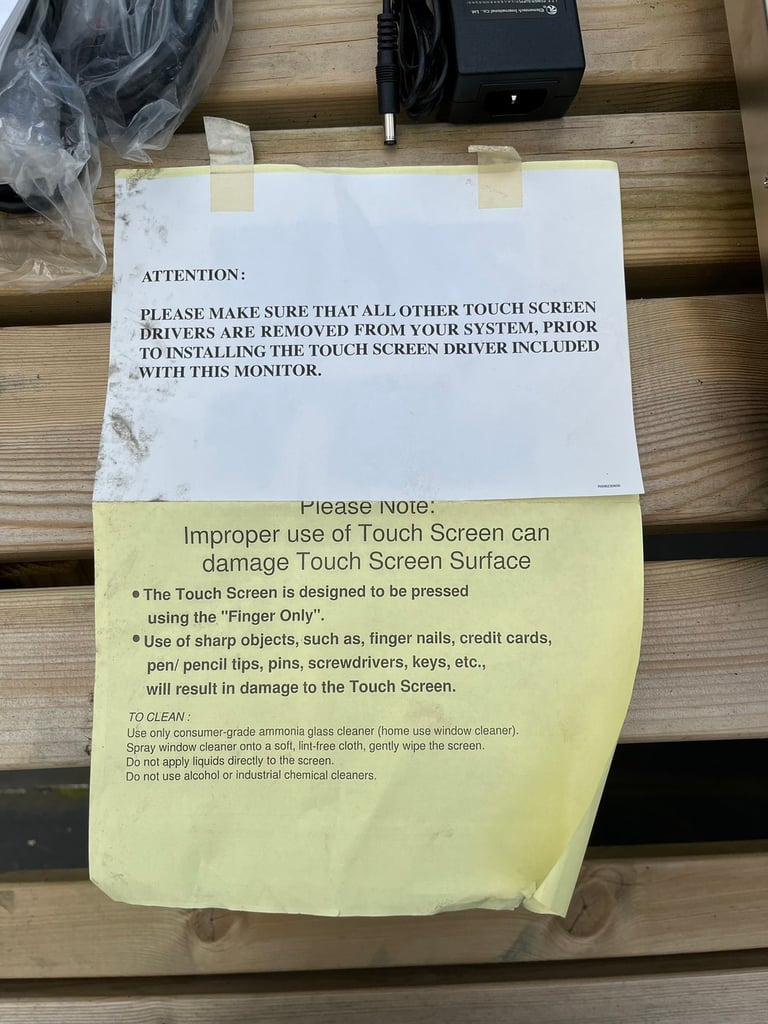 Elementech International Co., Ltd.
ATTENTION:
PLEASE MAKE SURE THAT ALL OTHER TOUCH SCREEN
DRIVERS ARE REMOVED FROM YOUR SYSTEM, PRIOR
TO INSTALLING THE TOUCH SCREEN DRIVER INCLUDED
WITH THIS MONITOR.
Please Note:
Improper use of Touch Screen can
damage Touch Screen Surface
• The Touch Screen is designed to be pressed
using the "Finger Only".
• Use of sharp objects, such as, finger nails, credit cards,
pen/ pencil tips, pins, screwdrivers, keys, etc.,
will result in damage to the Touch Screen.
TO CLEAN :
Use only consumer-grade ammonia glass cleaner (home use window cleaner).
Spray window cleaner onto a soft, lint-free cloth, gently wipe the screen.
Do not apply liquids directly to the screen.
Do not use alcohol or industrial chemical cleaners.